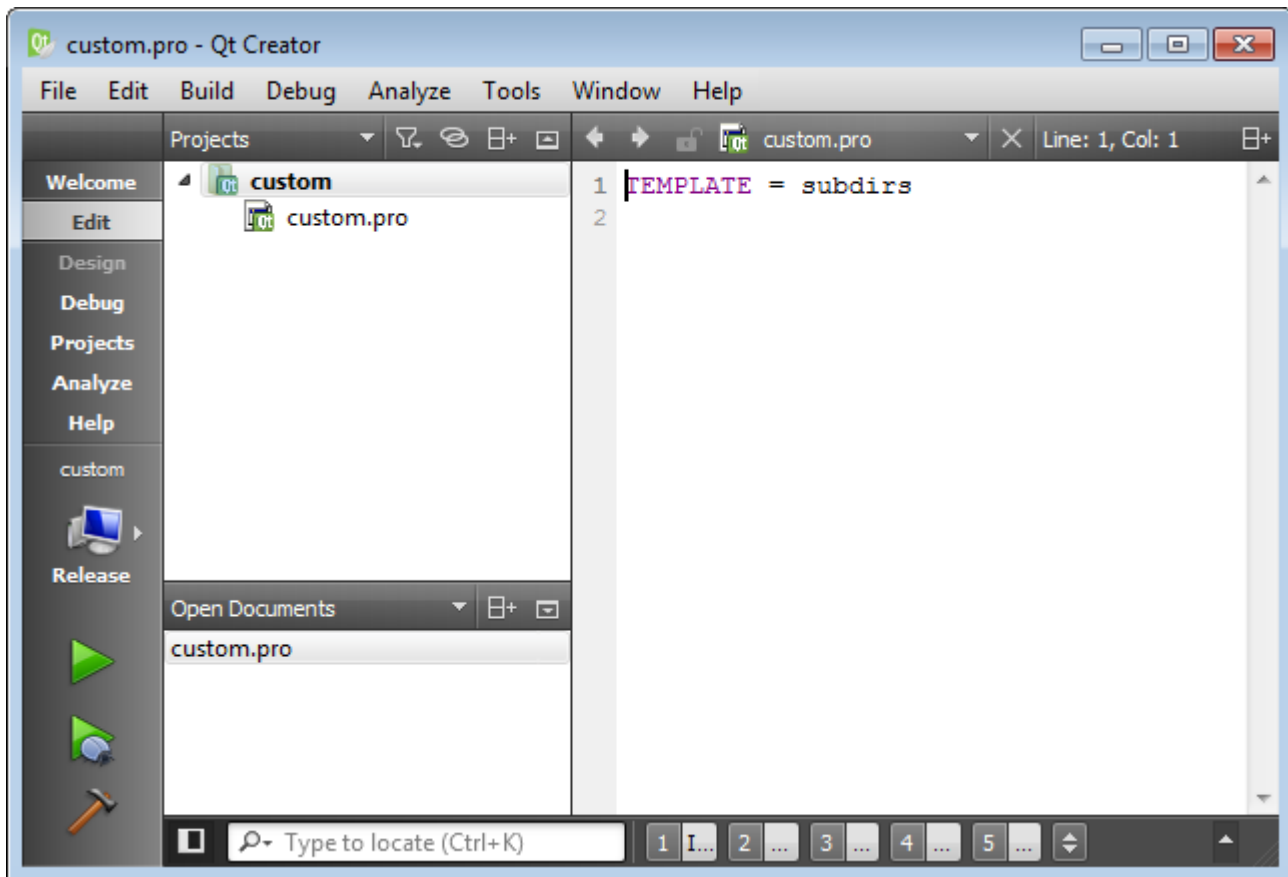 custom.pro - Qt Creator
File Edit Build Debug Analyze Tools Window Help
Projects
custom.pro
Line: 1, Col: 1
Welcome
Edit
Design
Debug
Projects
Analyze
Help
custom
Release
custom
custom.pro
1 TEMPLATE = subdirs
2
Open Documents
custom.pro
Type to locate (Ctrl+K)
1 I... 2 ... 3 ... 4 ... 5 ...